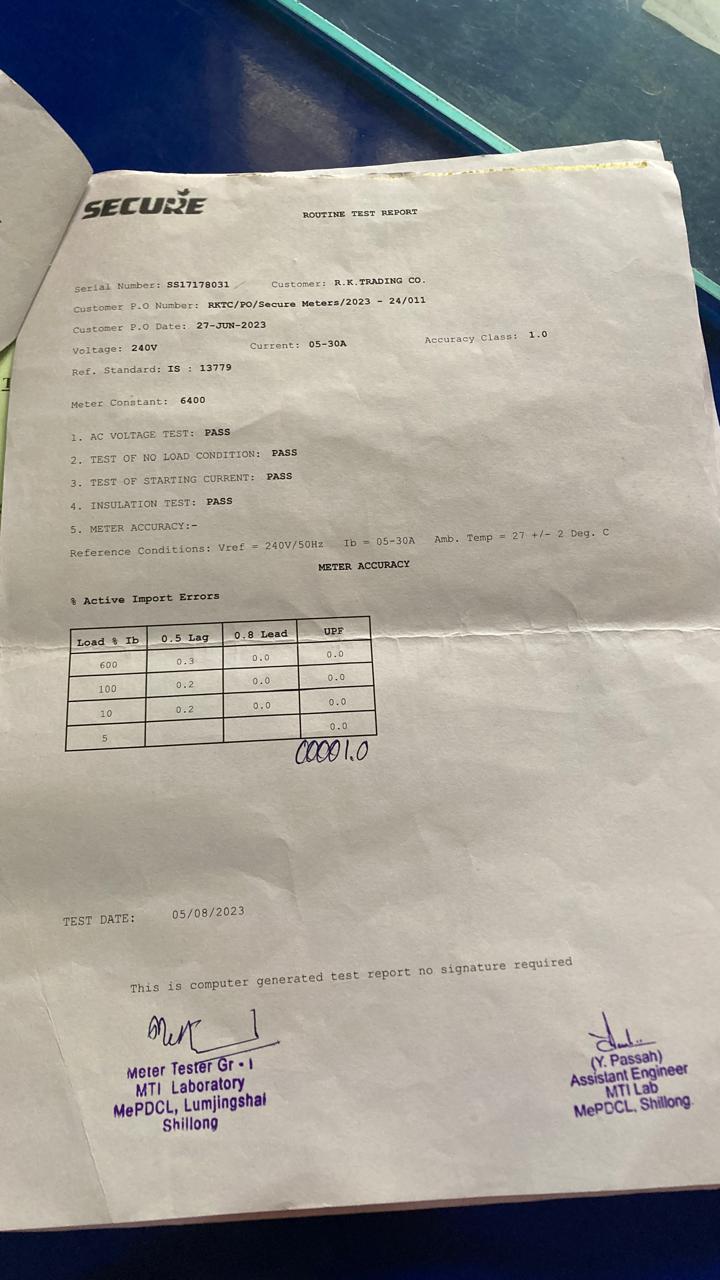 SECURE
ROUTINE TEST REPORT
Serial Number: SS17178031 Customer: R.K.TRADING CO.
Customer P.O Number: RKTC/PO/Secure Meters/2023 - 24/011
Customer P.O Date: 27-JUN-2023
Voltage: 240V Current: 05-30A Accuracy Class: 1.0
Ref. Standard: IS : 13779
Meter Constant: 6400
1. AC VOLTAGE TEST: PASS
2. TEST OF NO LOAD CONDITION: PASS
3. TEST OF STARTING CURRENT: PASS
4. INSULATION TEST: PASS
5. METER ACCURACY:-
Reference Conditions: Vref = 240V/50Hz Ib = 05-30A Amb. Temp = 27 +/- 2 Deg. C
METER ACCURACY
% Active Import Errors
Load % Ib 0.5 Lag 0.8 Lead UPF
600 0.3 0.0 0.0
100 0.2 0.0 0.0
10 0.2 0.0 0.0
5 0.0
00001.0
TEST DATE: 05/08/2023
This is computer generated test report no signature required
Meter Tester Gr - I
MTI Laboratory
MePDCL, Lumjingshai
Shillong
(Y. Passah)
Assistant Engineer
MTI Lab
MePDCL, Shillong.